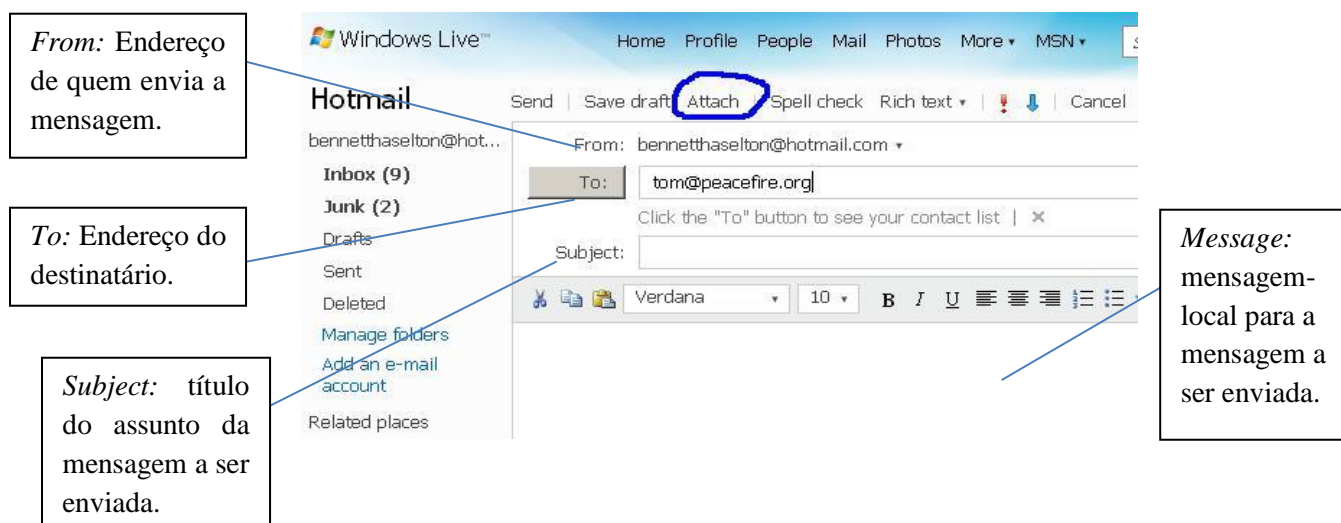 From: Endereço
de quem envia a
mensagem.
To: Endereço do
destinatário.
Subject: título
do assunto da
mensagem a ser
enviada.
Windows Live™
Home Profile People Mail Photos More MSN
Hotmail
Send | Save draft Attach | Spell check Rich text | Cancel
bennetthaselton@hot...
Inbox (9)
Junk (2)
Drafts
Sent
Deleted
Manage folders
Add an e-mail
account
Related places
From: bennetthaselton@hotmail.com
To: tom@peacefire.org
Click the "To" button to see your contact list | ×
Subject:
Verdana 10 B I U
Message:
mensagem-
local para a
mensagem a
ser enviada.